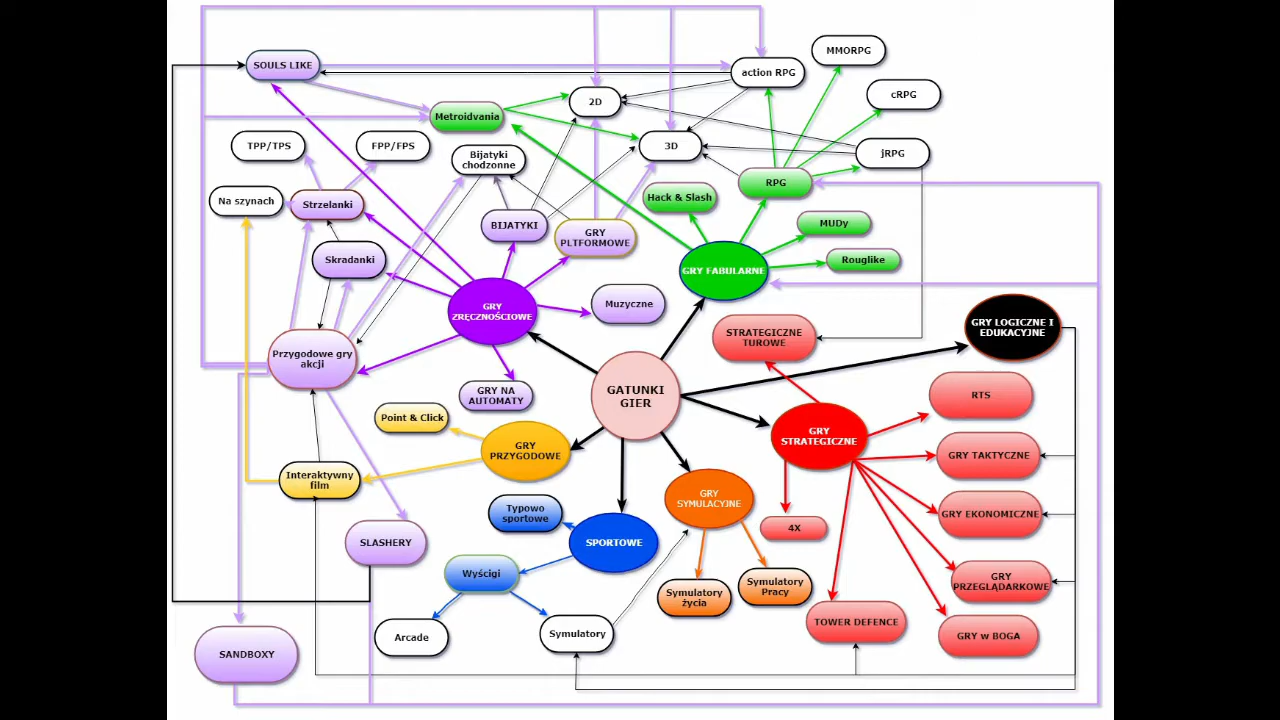 MMORPG
SOULS LIKE
action RPG
cRPG
2D
Metroidvania
TPP/TPS
FPP/FPS
3D
jRPG
Bijatyki
chodzonne
RPG
Na szynach
Strzelanki
Hack & Slash
BIJATYKI
GRY
PLTFORMOWE
MUDy
Skradanki
Rouglike
GRY FABULARNE
GRY
ZRĘCZNOŚCIOWE
Muzyczne
GRY LOGICZNE I
EDUKACYJNE
STRATEGICZNE
TUROWE
Przygodowe gry
akcji
GATUNKI
GIER
GRY NA
AUTOMATY
RTS
Point & Click
GRY
STRATEGICZNE
GRY
PRZYGODOWE
GRY TAKTYCZNE
Interaktywny
film
GRY
SYMULACYJNE
Typowo
sportowe
GRY EKONOMICZNE
4X
SLASHERY
SPORTOWE
Wyścigi
GRY
PRZEGLĄDARKOWE
Symulatory
życia
Symulatory
Pracy
TOWER DEFENCE
Arcade
Symulatory
GRY w BOGA
SANDBOXY